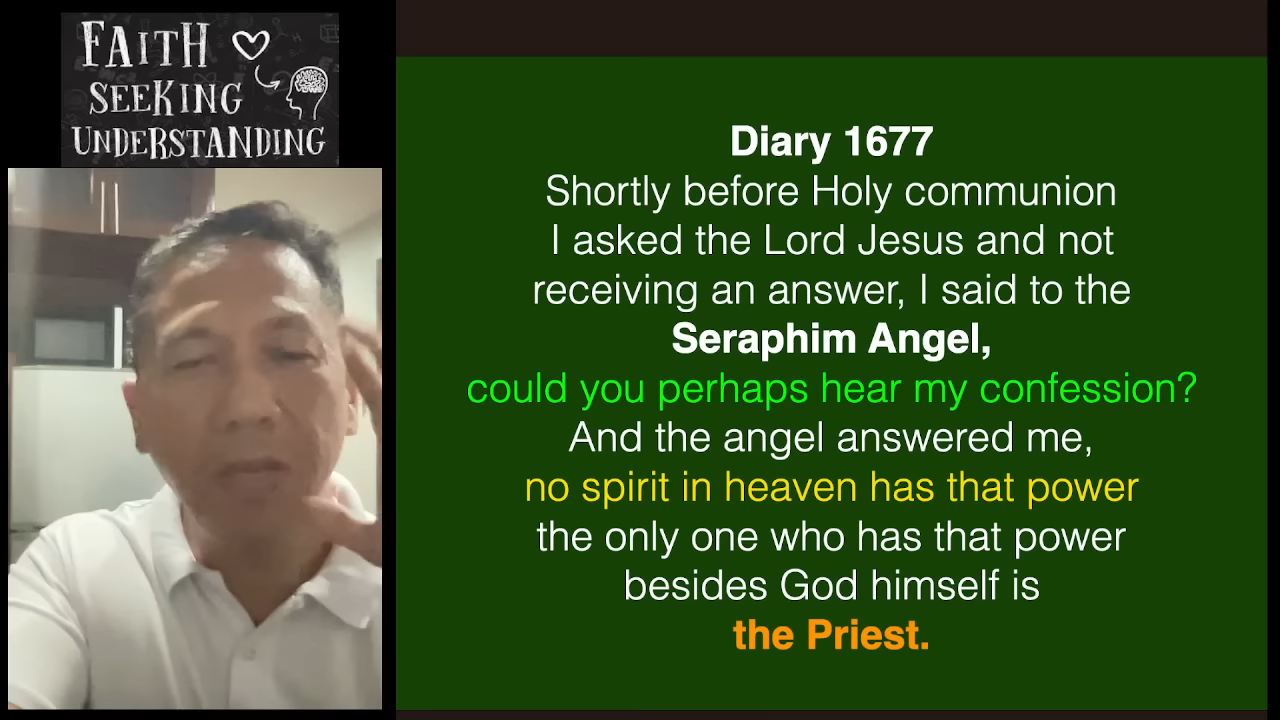 FAITH
SEEKING
UNDERSTANDING
Diary 1677
Shortly before Holy communion
I asked the Lord Jesus and not
receiving an answer, I said to the
Seraphim Angel,
could you perhaps hear my confession?
And the angel answered me,
no spirit in heaven has that power
the only one who has that power
besides God himself is
the Priest.